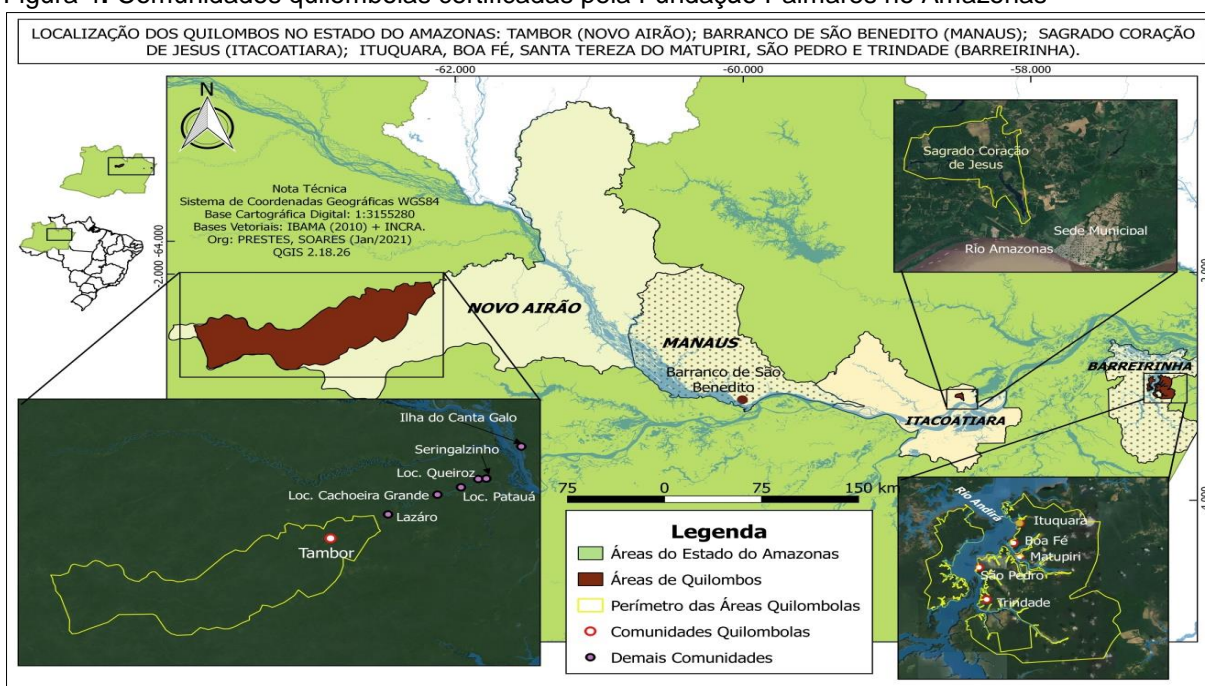 Figura 4. Comunidades quilombolas certificadas pela Fundação Palmares no Amazonas
LOCALIZAÇÃO DOS QUILOMBOS NO ESTADO DO AMAZONAS: TAMBOR (NOVO AIRÃO); BARRANCO DE SÃO BENEDITO (MANAUS); SAGRADO CORAÇÃO
DE JESUS (ITACOATIARA); ITUQUARA, BOA FÉ, SANTA TEREZA DO MATUPIRI, SÃO PEDRO E TRINDADE (BARREIRINHA).
-62.000
-60.000
-58.000
N
Nota Técnica
Sistema de Coordenadas Geográficas WGS84
Base Cartográfica Digital: 1:3155280
Bases Vetoriais: IBAMA (2010) + INCRA.
Org: PRESTES, SOARES (Jan/2021)
QGIS 2.18.26
-64.000
-2.000
Sagrado Coração
de Jesus
Sede Municipal
Rio Amazonas
NOVO AIRÃO
MANAUS
Barranco de São
Benedito
ITACOATIARA
BARREIRINHA
Ilha do Canta Galo
Seringalzinho
Loc. Queiroz
Loc. Patauá
Loc. Cachoeira Grande
Lazáro
Tambor
75
0
75
150 km
Legenda
Áreas do Estado do Amazonas
Áreas de Quilombos
Perímetro das Áreas Quilombolas
Comunidades Quilombolas
Demais Comunidades
Rio Andirá
Ituquara
Boa Fé
Matupiri
São Pedro
Trindade